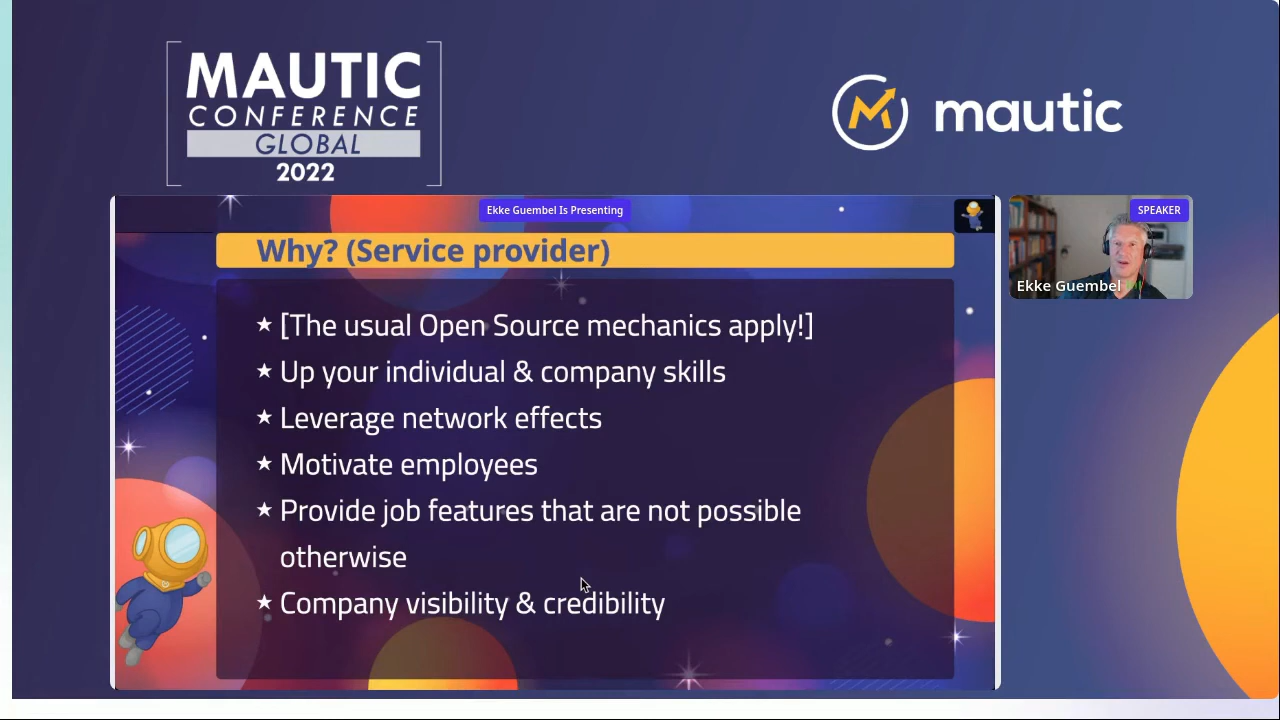 MAUTIC
CONFERENCE
GLOBAL
2022
mautic
Ekke Guembel Is Presenting
SPEAKER
Ekke Guembel
Why? (Service provider)
★ [The usual Open Source mechanics apply!]
★ Up your individual & company skills
★ Leverage network effects
★ Motivate employees
★ Provide job features that are not possible
otherwise
★ Company visibility & credibility